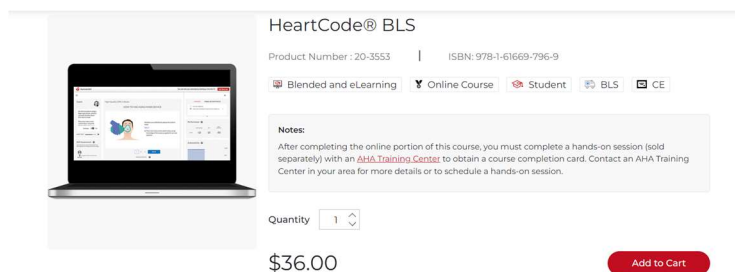 HeartCode® BLS
Product Number : 20-3553 | ISBN: 978-1-61669-796-9
Blended and eLearning Online Course Student BLS CE
Notes:
After completing the online portion of this course, you must complete a hands-on session (sold
separately) with an AHA Training Center to obtain a course completion card. Contact an AHA Training
Center in your area for more details or to schedule a hands-on session.
Quantity 1
$36.00 Add to Cart